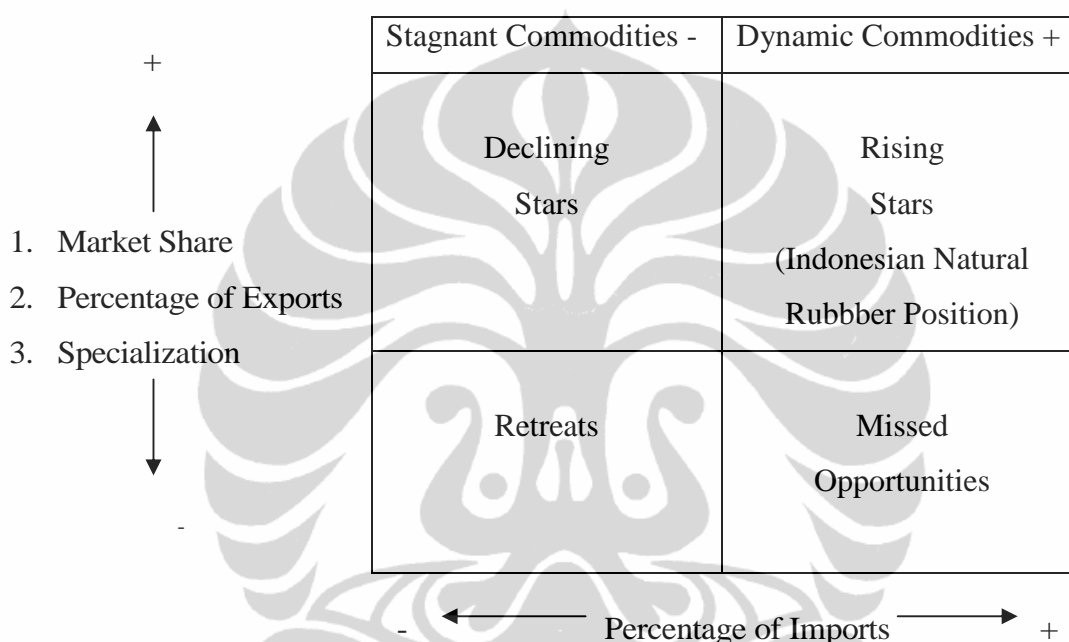 Stagnant Commodities - Dynamic Commodities +
+
Declining Rising
Stars Stars
1. Market Share (Indonesian Natural
2. Percentage of Exports Rubbber Position)
3. Specialization
Retreats Missed
Opportunities
-
- Percentage of Imports +